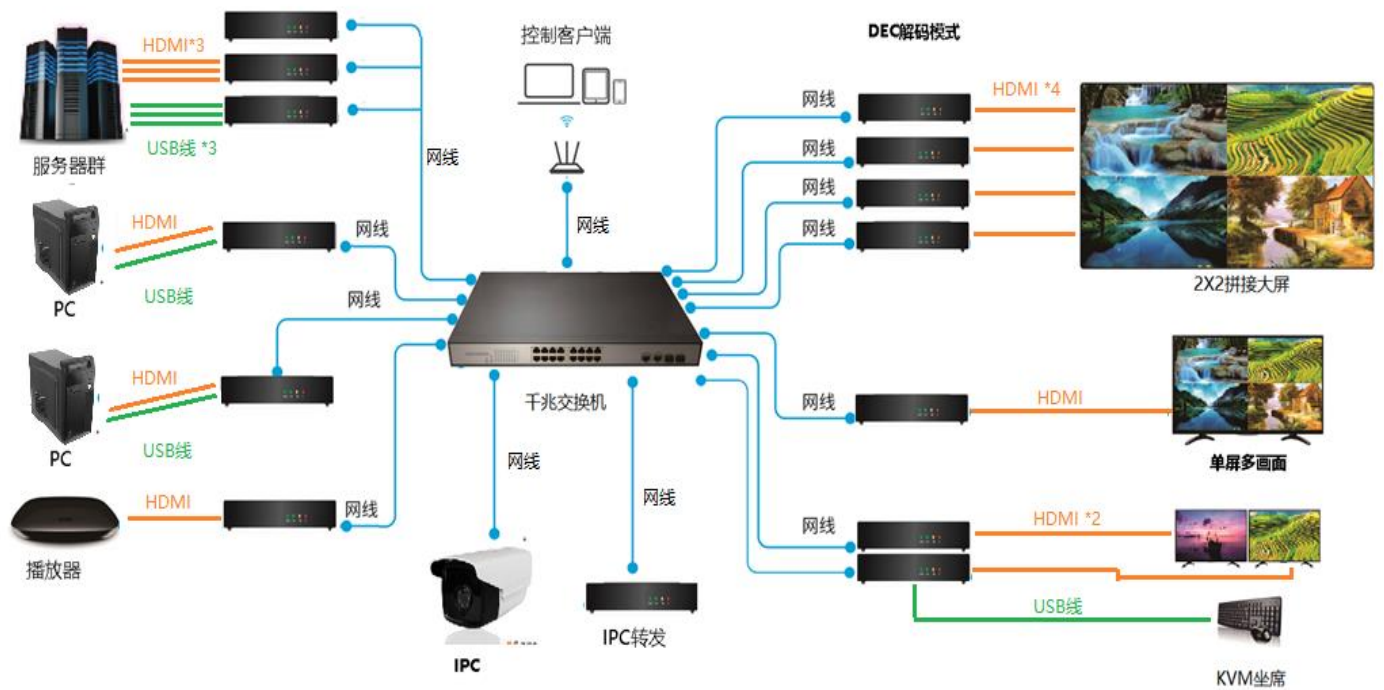 HDMI*3
USB线 *3
服务器群
HDMI
USB线
PC
HDMI
USB线
PC
HDMI
播放器
网线
网线
网线
网线
控制客户端
网线
千兆交换机
网线
IPC
网线
IPC转发
DEC解码模式
网线
网线
网线
网线
HDMI *4
2X2拼接大屏
网线
HDMI
单屏多画面
网线
HDMI *2
USB线
KVM坐席